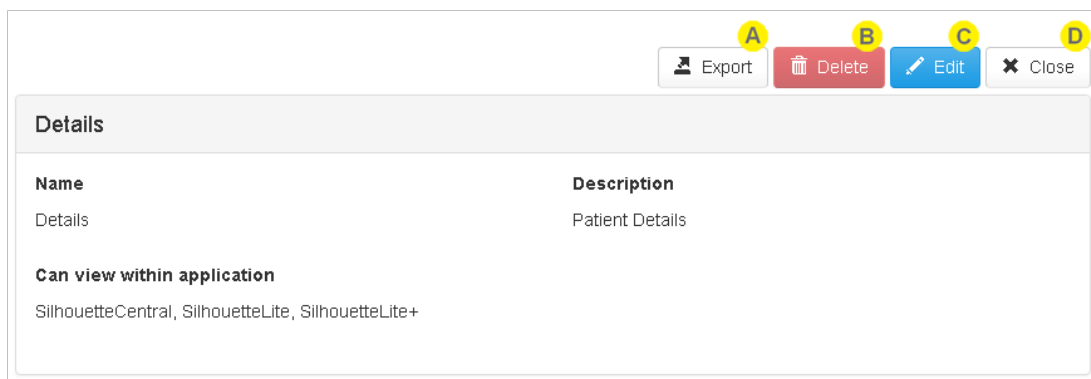 A B C D
Export Delete Edit Close
Details
Name Description
Details Patient Details
Can view within application
SilhouetteCentral, SilhouetteLite, SilhouetteLite+